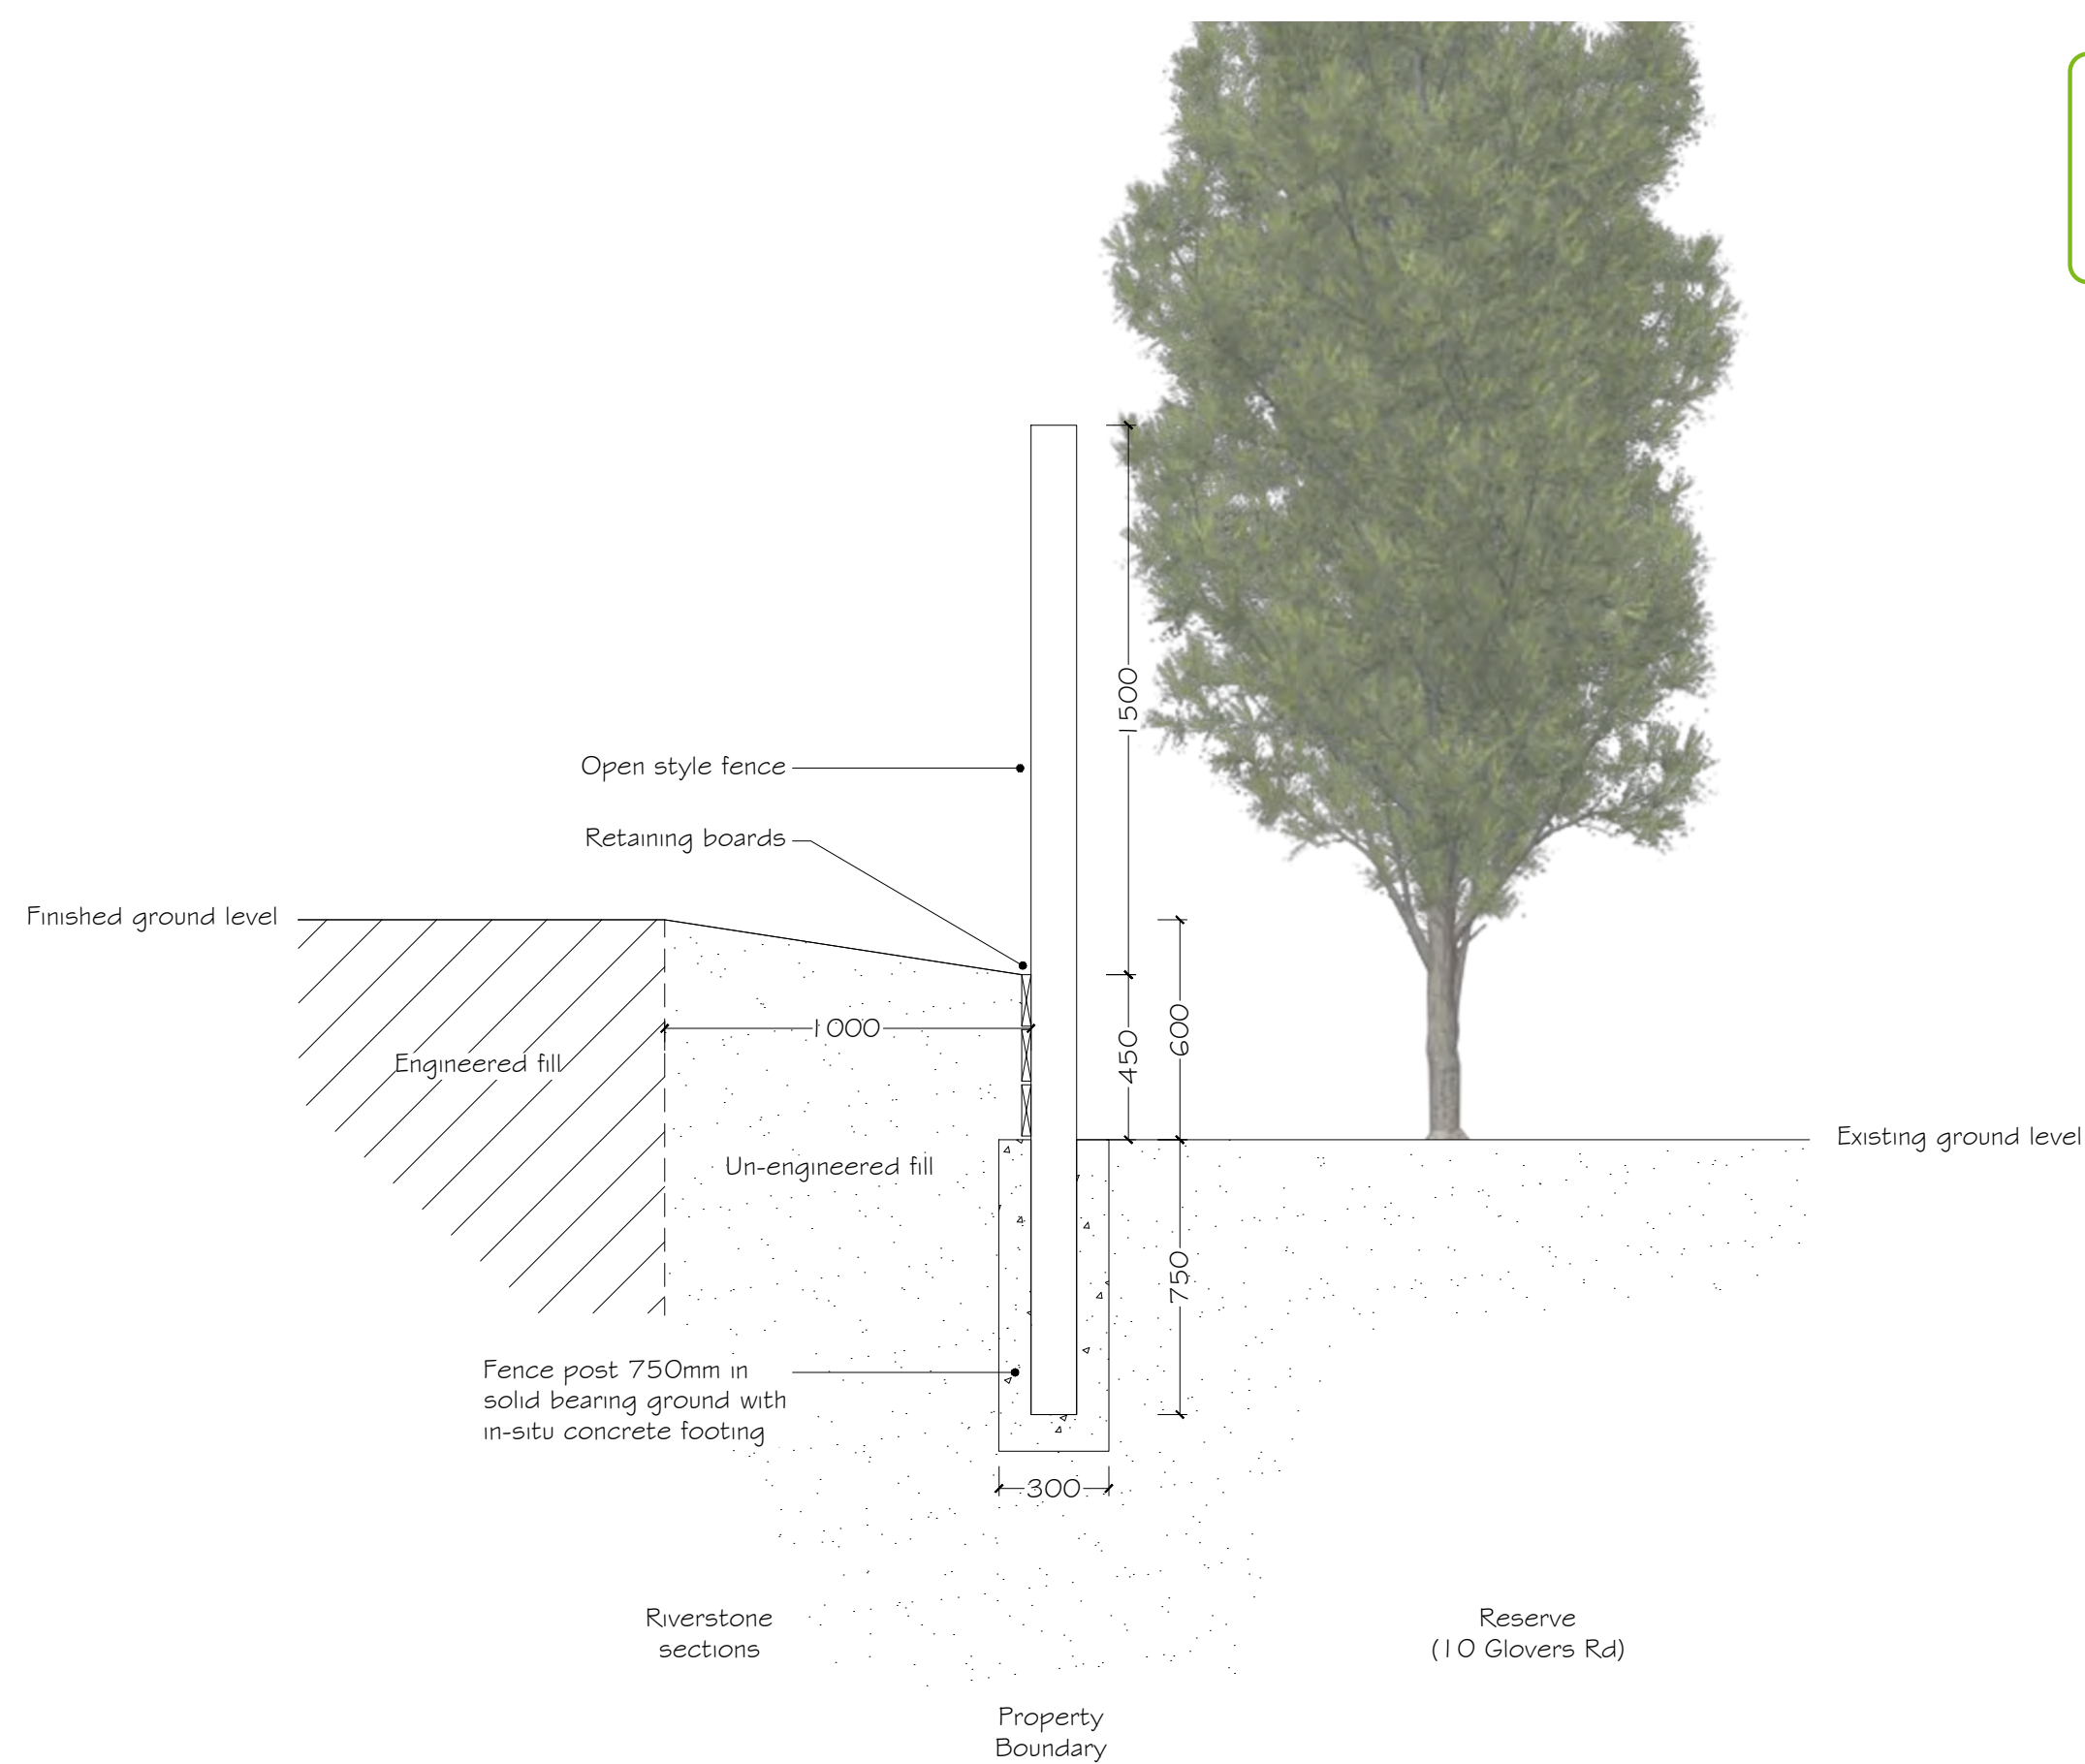 1500
Open style fence
Retaining boards
Finished ground level
600
1000
450
Engineered fill
Existing ground level
Un-engineered fill
750
Fence post 750mm in
solid bearing ground with
in-situ concrete footing
300
Riverstone
sections
Reserve
(10 Glovers Rd)
Property
Boundary